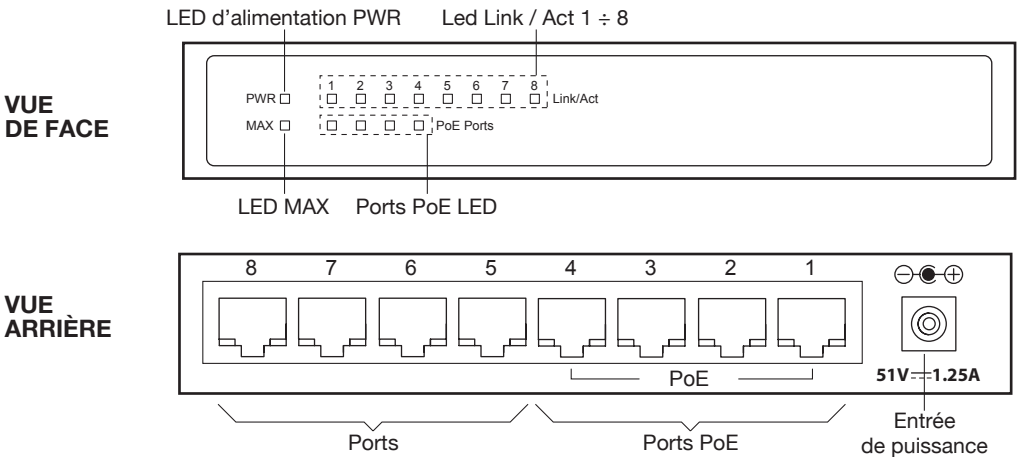 LED d’alimentation PWR Led Link / Act 1 ÷ 8
VUE
DE FACE
1 2 3 4 5 6 7 8
PWR Link/Act
MAX PoE Ports
LED MAX Ports PoE LED
VUE
ARRIÈRE
8 7 6 5 4 3 2 1
PoE
51V 1.25A
Ports Ports PoE
Entrée
de puissance